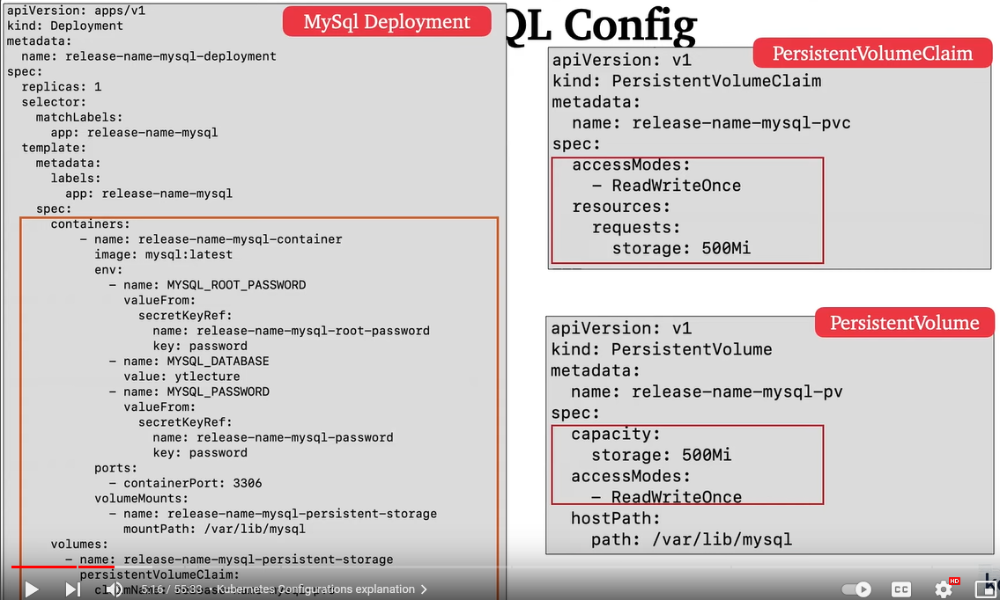 QL Config
MySql Deployment
apiVersion: apps/v1
kind: Deployment
metadata:
  name: release-name-mysql-deployment
spec:
  replicas: 1
  selector:
    matchLabels:
      app: release-name-mysql
  template:
    metadata:
      labels:
        app: release-name-mysql
    spec:
      containers:
          - name: release-name-mysql-container
            image: mysql:latest
            env:
              - name: MYSQL_ROOT_PASSWORD
                valueFrom:
                  secretKeyRef:
                    name: release-name-mysql-root-password
                    key: password
              - name: MYSQL_DATABASE
                value: ytlecture
              - name: MYSQL_PASSWORD
                valueFrom:
                  secretKeyRef:
                    name: release-name-mysql-password
                    key: password
            ports:
              - containerPort: 3306
            volumeMounts:
              - name: release-name-mysql-persistent-storage
                mountPath: /var/lib/mysql
      volumes:
        - name: release-name-mysql-persistent-storage
          persistentVolumeClaim:
PersistentVolumeClaim
apiVersion: v1
kind: PersistentVolumeClaim
metadata:
  name: release-name-mysql-pvc
spec:
  accessModes:
    - ReadWriteOnce
  resources:
    requests:
      storage: 500Mi
PersistentVolume
apiVersion: v1
kind: PersistentVolume
metadata:
  name: release-name-mysql-pv
spec:
  capacity:
    storage: 500Mi
  accessModes:
    - ReadWriteOnce
  hostPath:
    path: /var/lib/mysql
5:16 / 55:33 • Kubernetes Configurations explanation
CC
HD